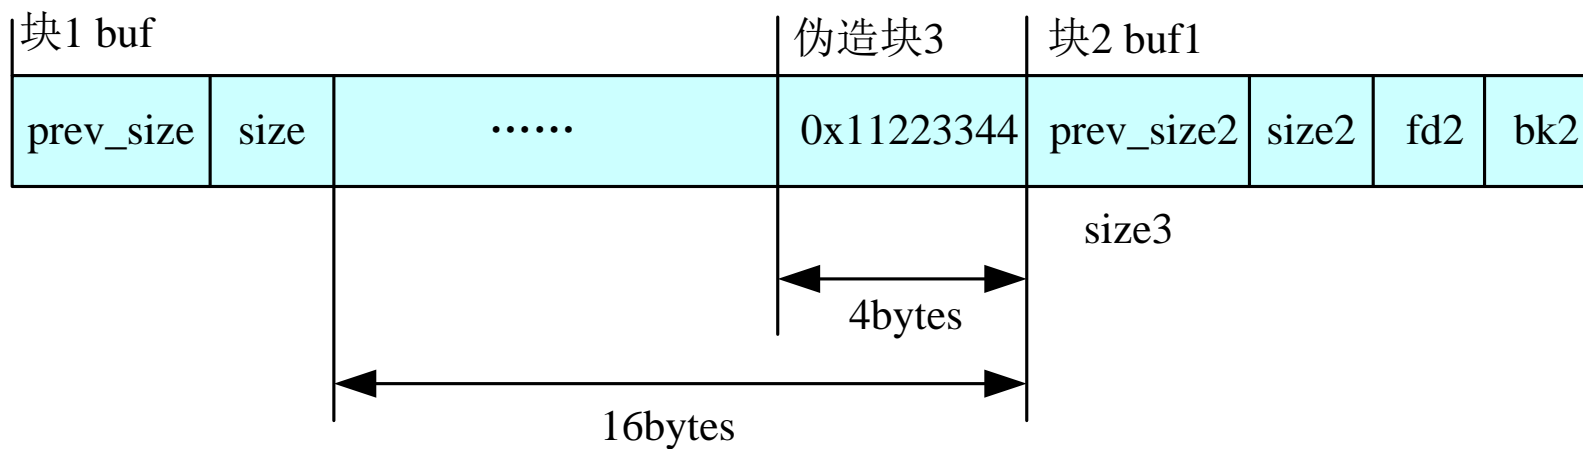 块1 buf
伪造块3
块2 buf1
prev_size
size
……
0x11223344
prev_size2
size2
fd2
bk2
size3
4bytes
16bytes